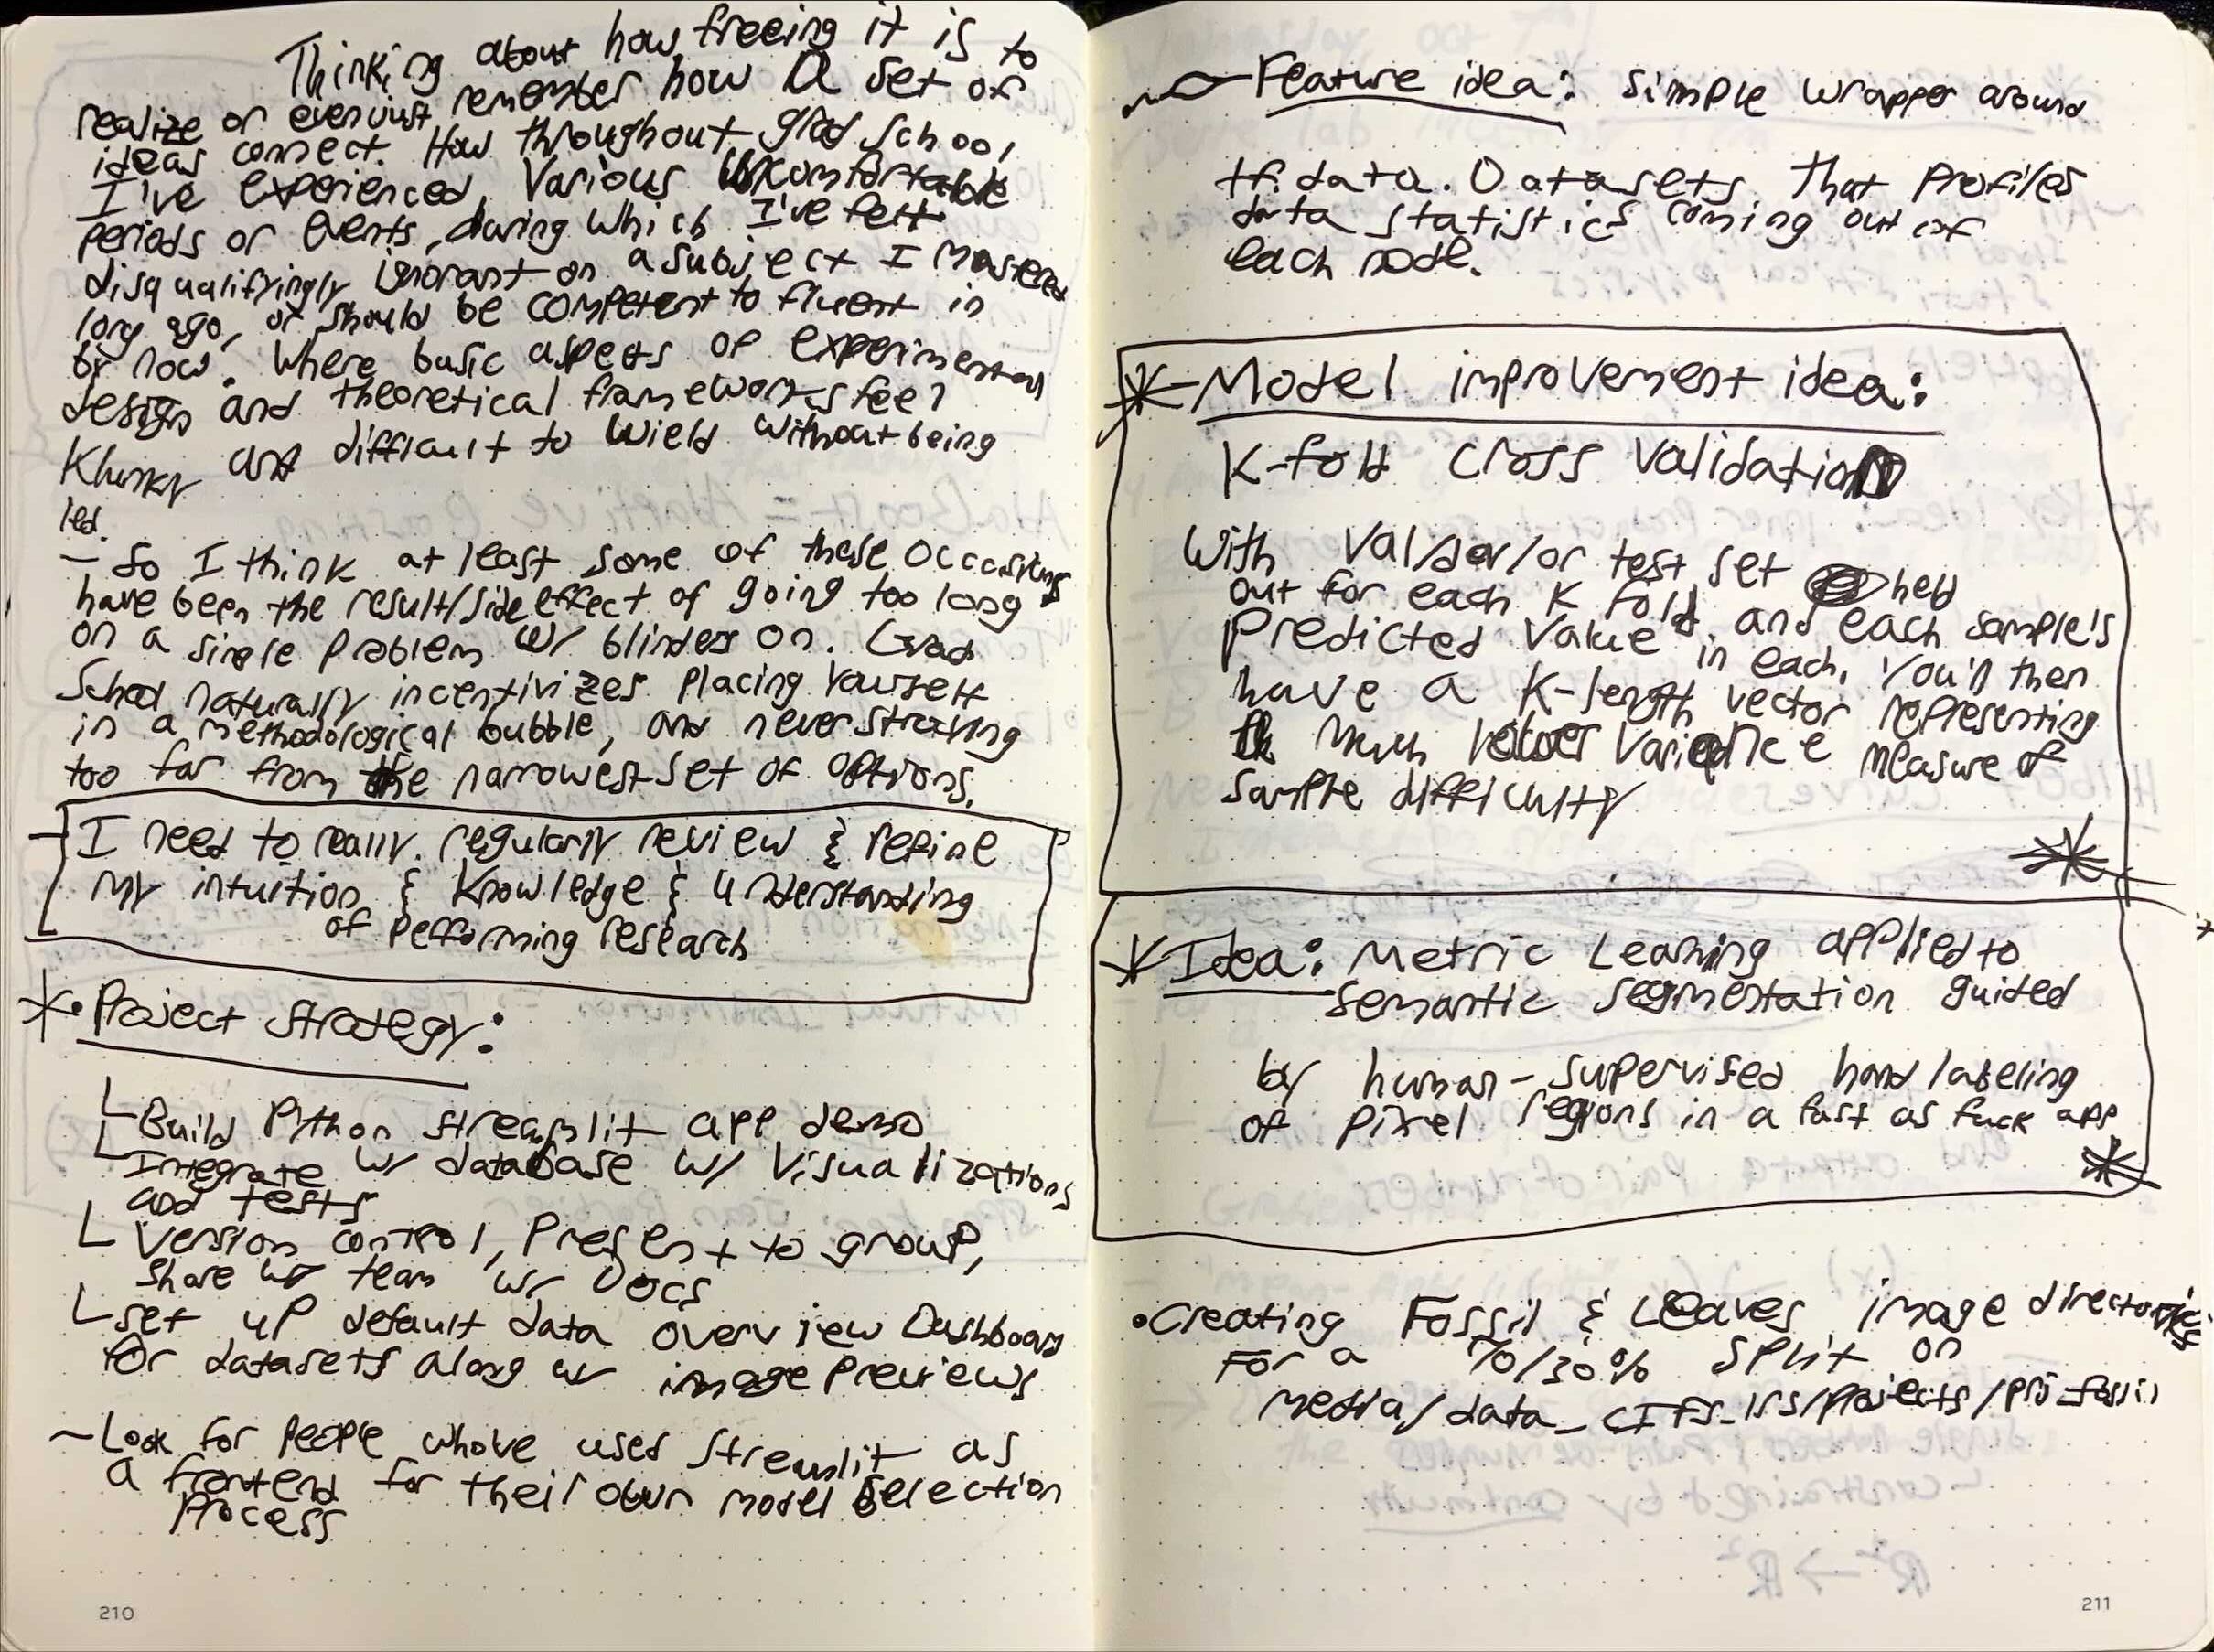 Thinking about how freeing it is to
realize or even just remember how a set of
ideas connect. How throughout grad school
I've experienced various uncomfortable
periods or events, during which I've felt
disqualifyingly ignorant on a subject I mastered
long ago, or should be competent to fluent in
by now. Where basic aspects of experimental
design and theoretical frameworks feel
Klunky and difficult to wield without being
led.
- So I think at least some of these occasions
have been the result/side effect of going too long
on a single problem w/ blinders on. Grad
School naturally incentivizes placing yourself
in a methodological bubble, and never straying
too far from the narrowest set of options.
- I need to really, regularly review & refine
my intuition & knowledge & understanding
of performing research
* • Project strategy:
└ Build Python streamlit app demo
└ Integrate w/ database w/ visualizations
add tests
└ Version control, Present to group,
share w/ team w/ Docs
└ set up default data overview Dashboard
for datasets along w/ image previews
~ Look for people whove used streamlit as
a frontend for their own model selection
process
210
Feature idea: simple wrapper around
tf.data.Datasets that profiles
data statistics coming out of
each node.
* - Model improvement idea:
K-fold cross validation
With val/ or test set held
out for each K fold, and each sample's
predicted value in each, you'll then
have a K-length vector representing
much lower variance measure of
sample difficulty
*
* Idea: Metric Learning applied to
semantic segmentation guided
by human-supervised hand labeling
of pixel regions in a fast as fuck app
*
• Creating Fossil & Leaves image directories
For a 70/30% split on
media/data_cifs_lrs/projects/prj_fossil
211